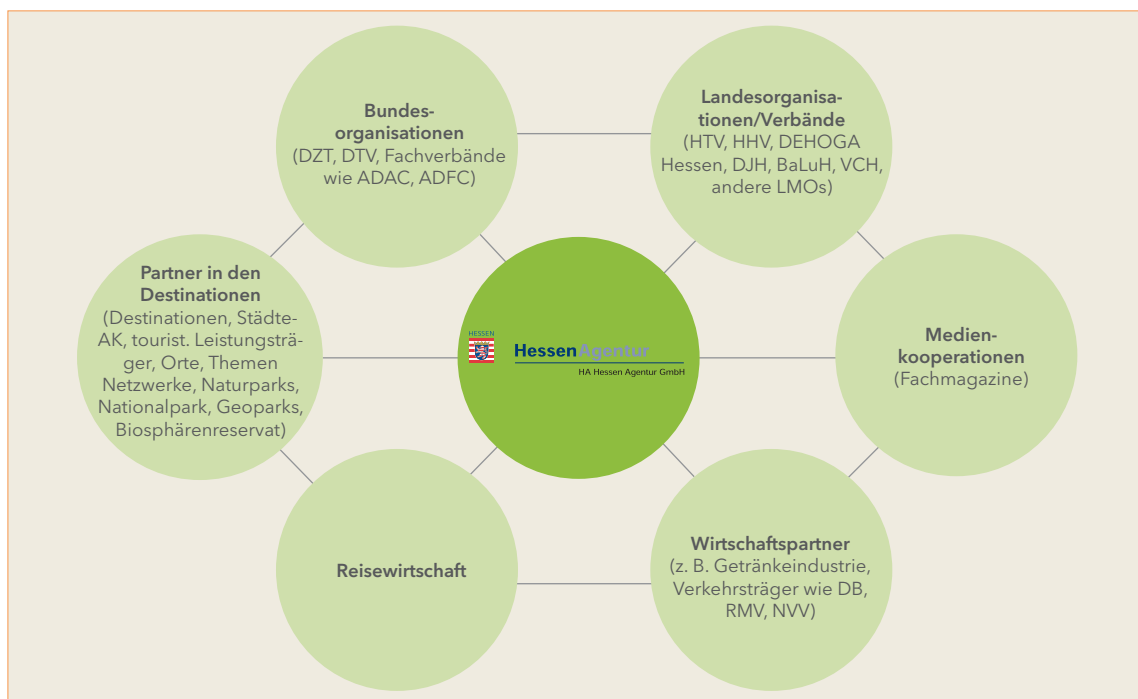 Bundes-
organisationen
(DZT, DTV, Fachverbände
wie ADAC, ADFC)
Landesorganisa-
tionen/Verbände
(HTV, HHV, DEHOGA
Hessen, DJH, BaLuH, VCH,
andere LMOs)
Partner in den
Destinationen
(Destinationen, Städte-
AK, tourist. Leistungsträ-
ger, Orte, Themen
Netzwerke, Naturparks,
Nationalpark, Geoparks,
Biosphärenreservat)
HESSEN
HessenAgentur
HA Hessen Agentur GmbH
Medien-
kooperationen
(Fachmagazine)
Reisewirtschaft
Wirtschaftspartner
(z. B. Getränkeindustrie,
Verkehrsträger wie DB,
RMV, NVV)